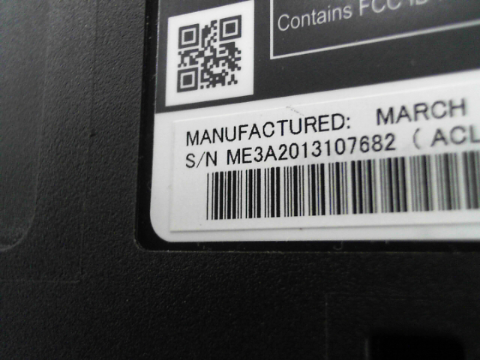 Contains FCC ID
MANUFACTURED: MARCH
S/N ME3A2013107682 ( ACL